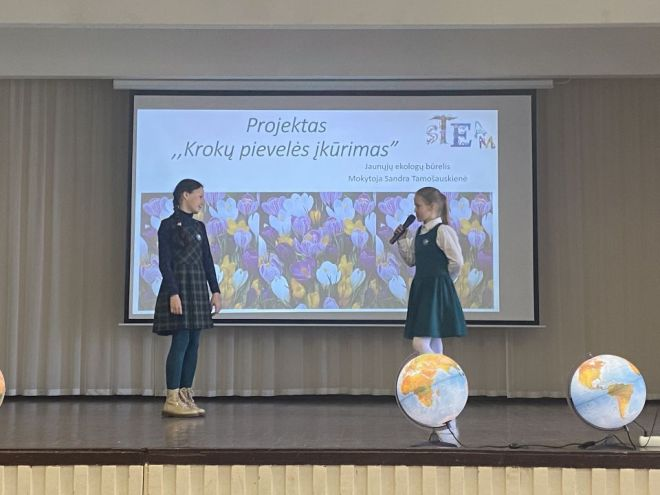 Projektas
,,Krokų pievelės įkūrimas”
STEAM
Jaunųjų ekologų būrelis
Mokytoja Sandra Tamošauskienė